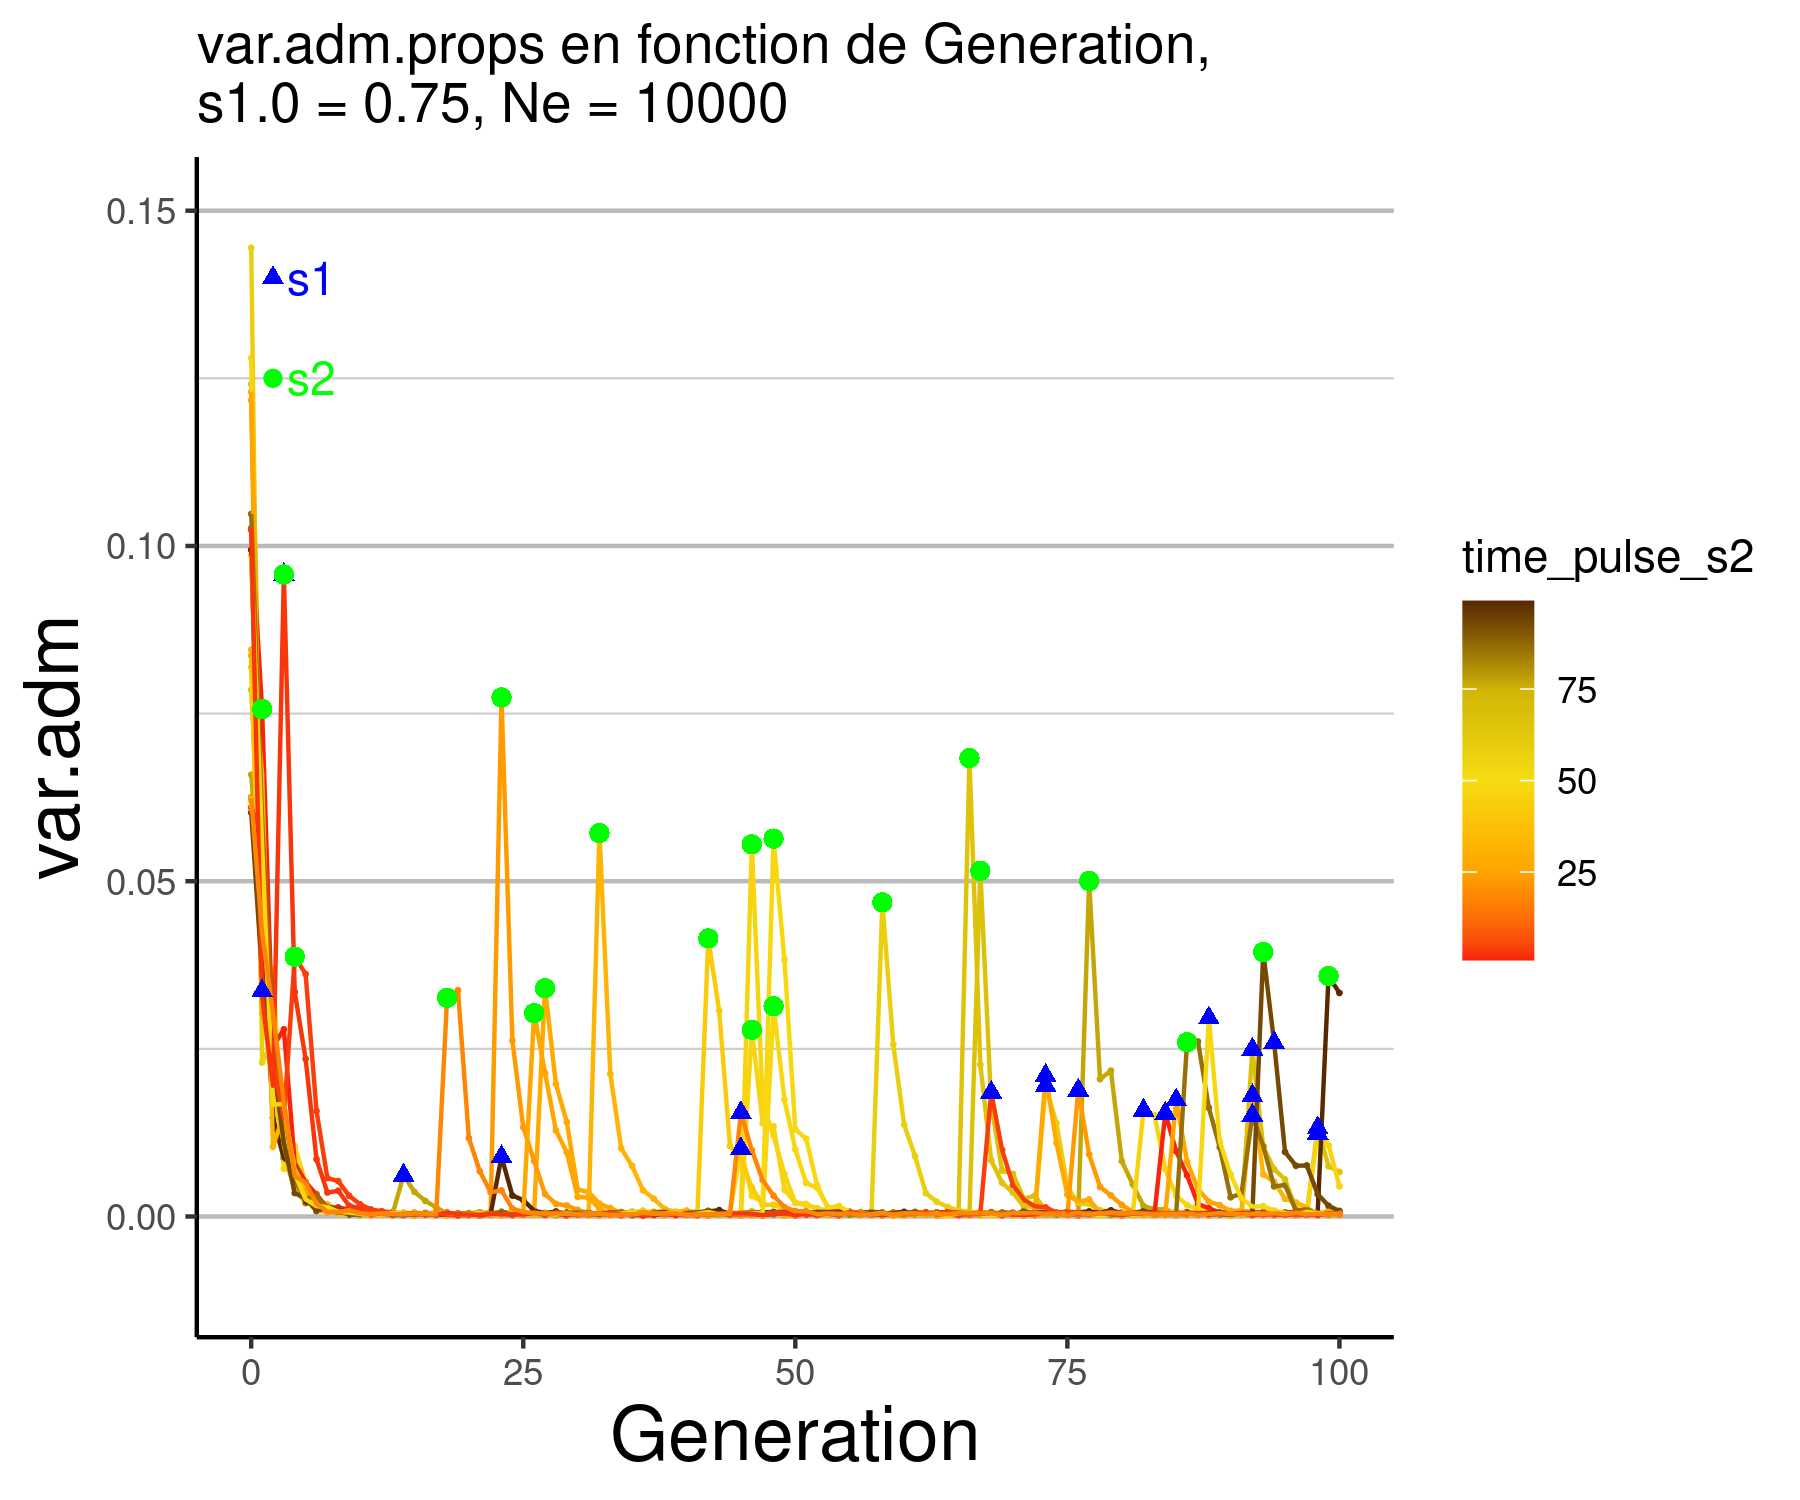 var.adm.props en fonction de Generation,
s1.0 = 0.75, Ne = 10000
0.15
s1
s2
0.10
0.05
0.00
var.adm
0 25 50 75 100
Generation
time_pulse_s2
75
50
25